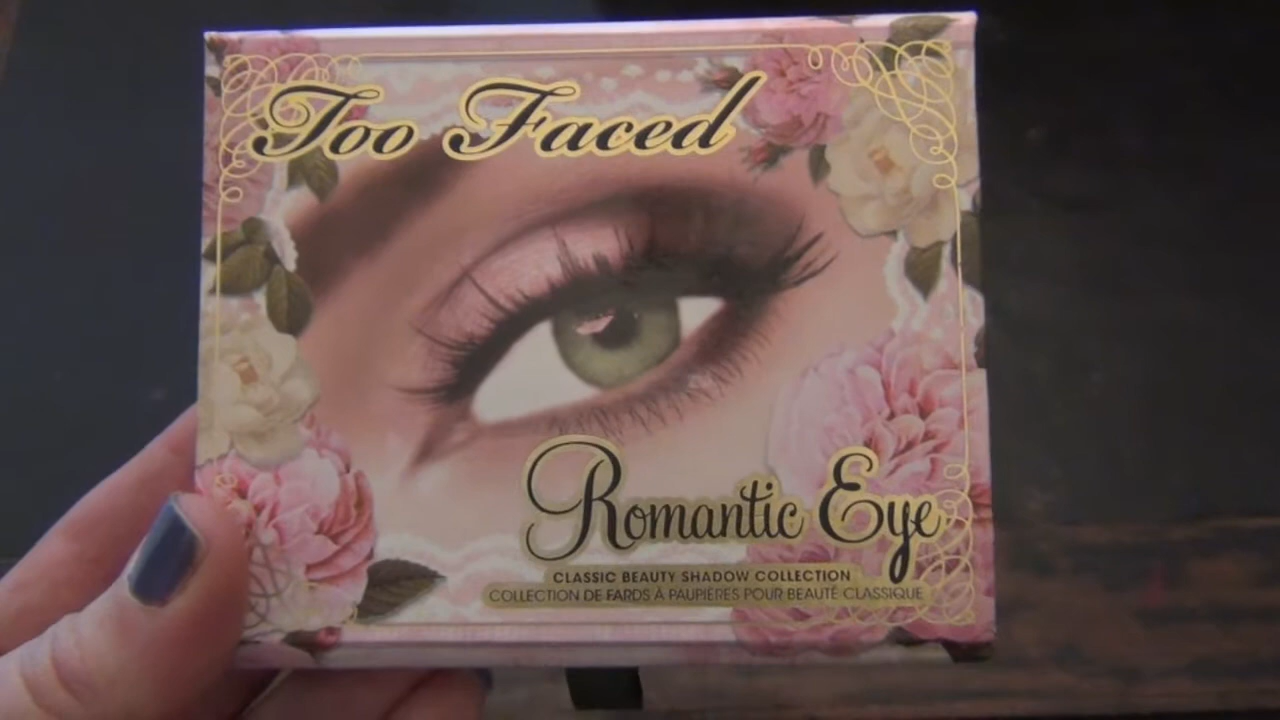 Too Faced
Romantic Eye
CLASSIC BEAUTY SHADOW COLLECTION
COLLECTION DE FARDS À PAUPIÈRES POUR BEAUTÉ CLASSIQUE